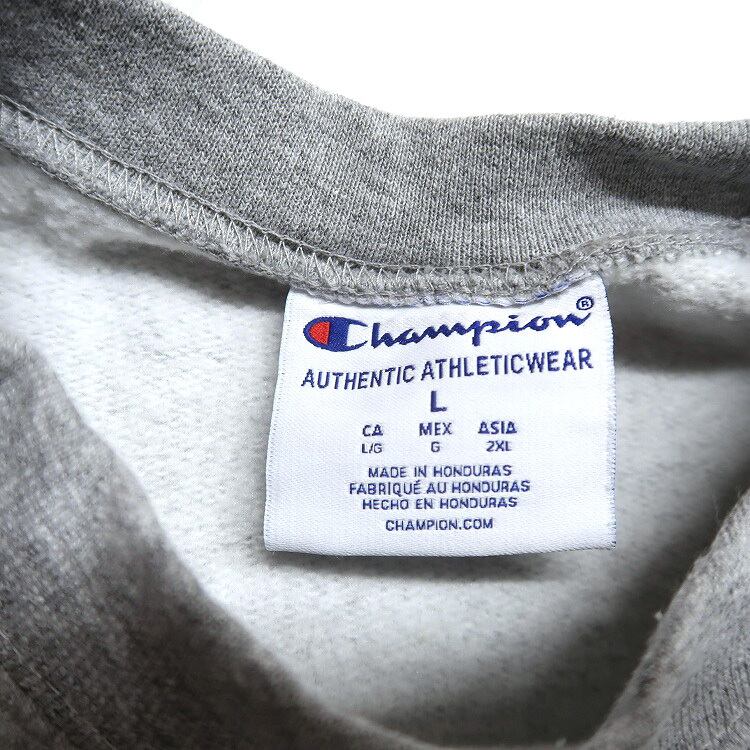 Champion®
AUTHENTIC ATHLETICWEAR
L
CA MEX ASIA
L/G G 2XL
MADE IN HONDURAS
FABRIQUÉ AU HONDURAS
HECHO EN HONDURAS
CHAMPION.COM